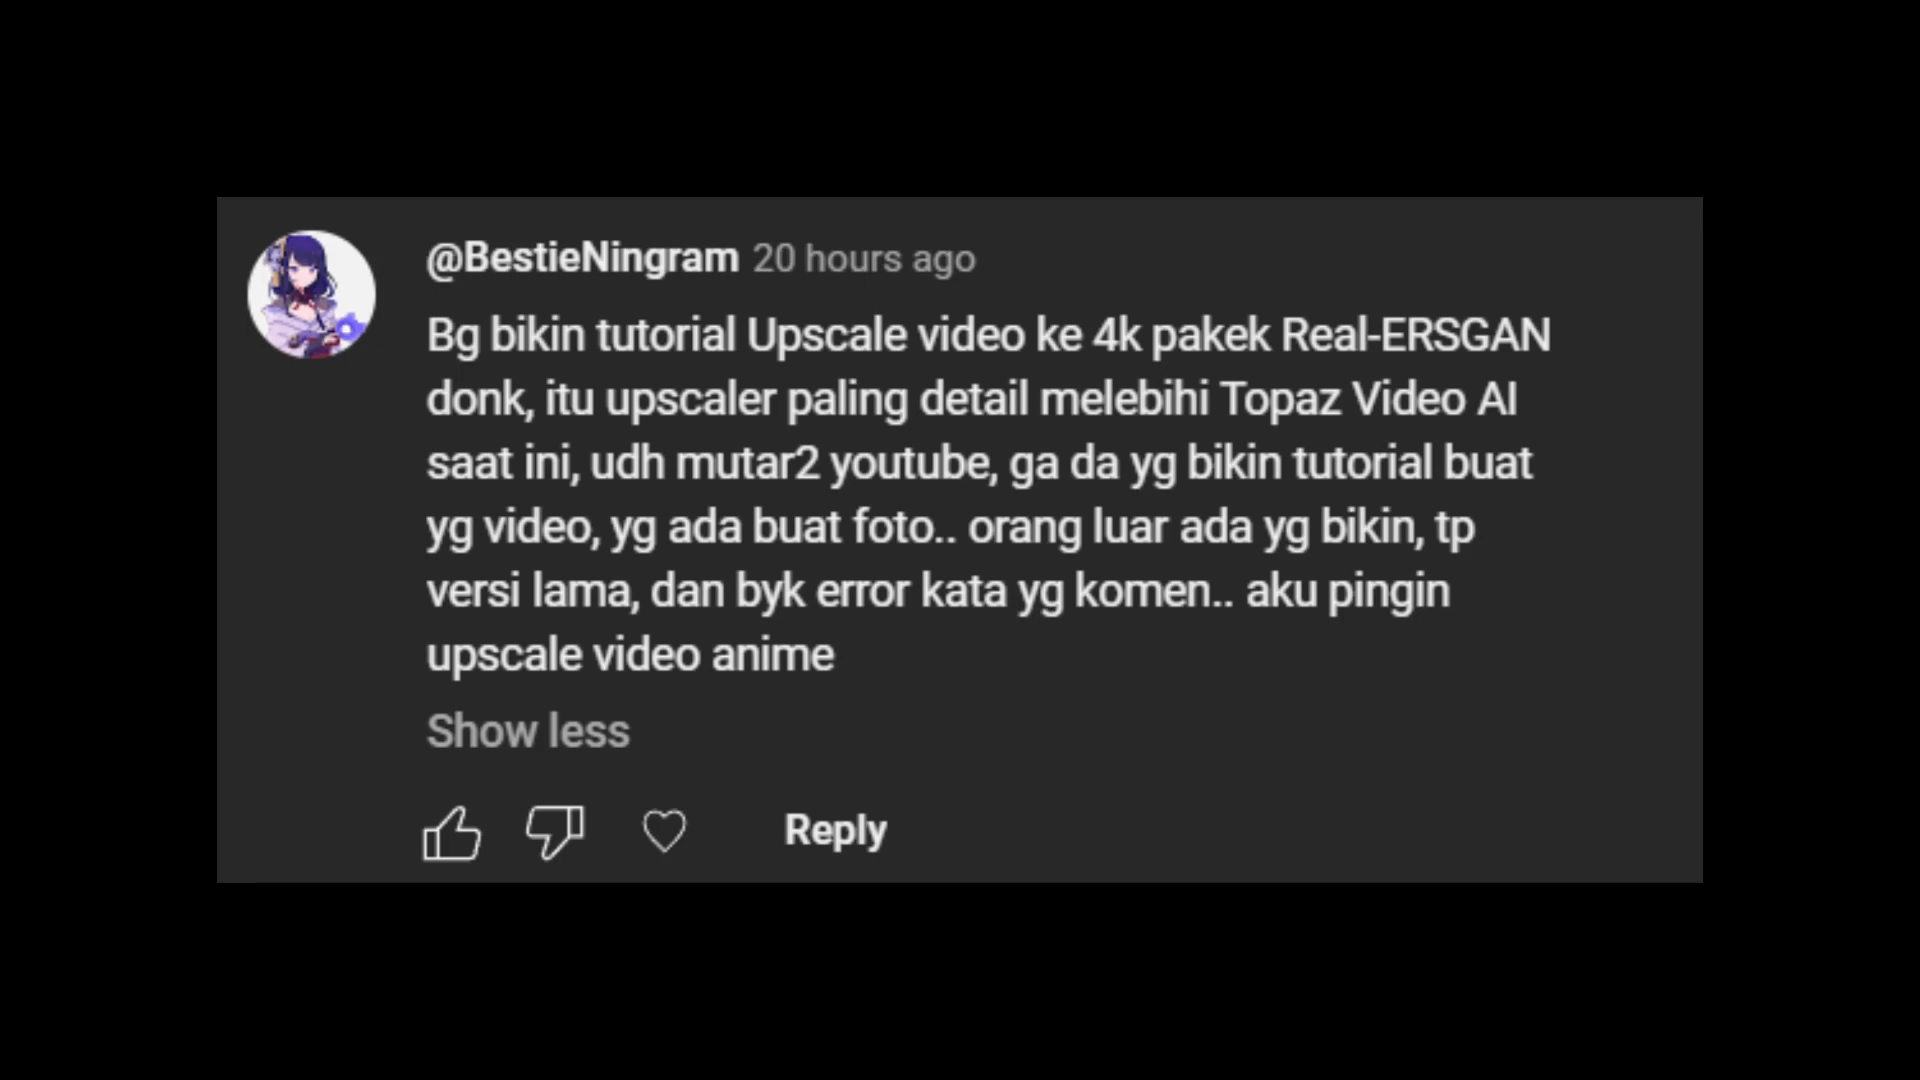 @BestieNingram 20 hours ago
Bg bikin tutorial Upscale video ke 4k pakek Real-ERSGAN
donk, itu upscaler paling detail melebihi Topaz Video AI
saat ini, udh mutar2 youtube, ga da yg bikin tutorial buat
yg video, yg ada buat foto.. orang luar ada yg bikin, tp
versi lama, dan byk error kata yg komen.. aku pingin
upscale video anime
Show less
Reply